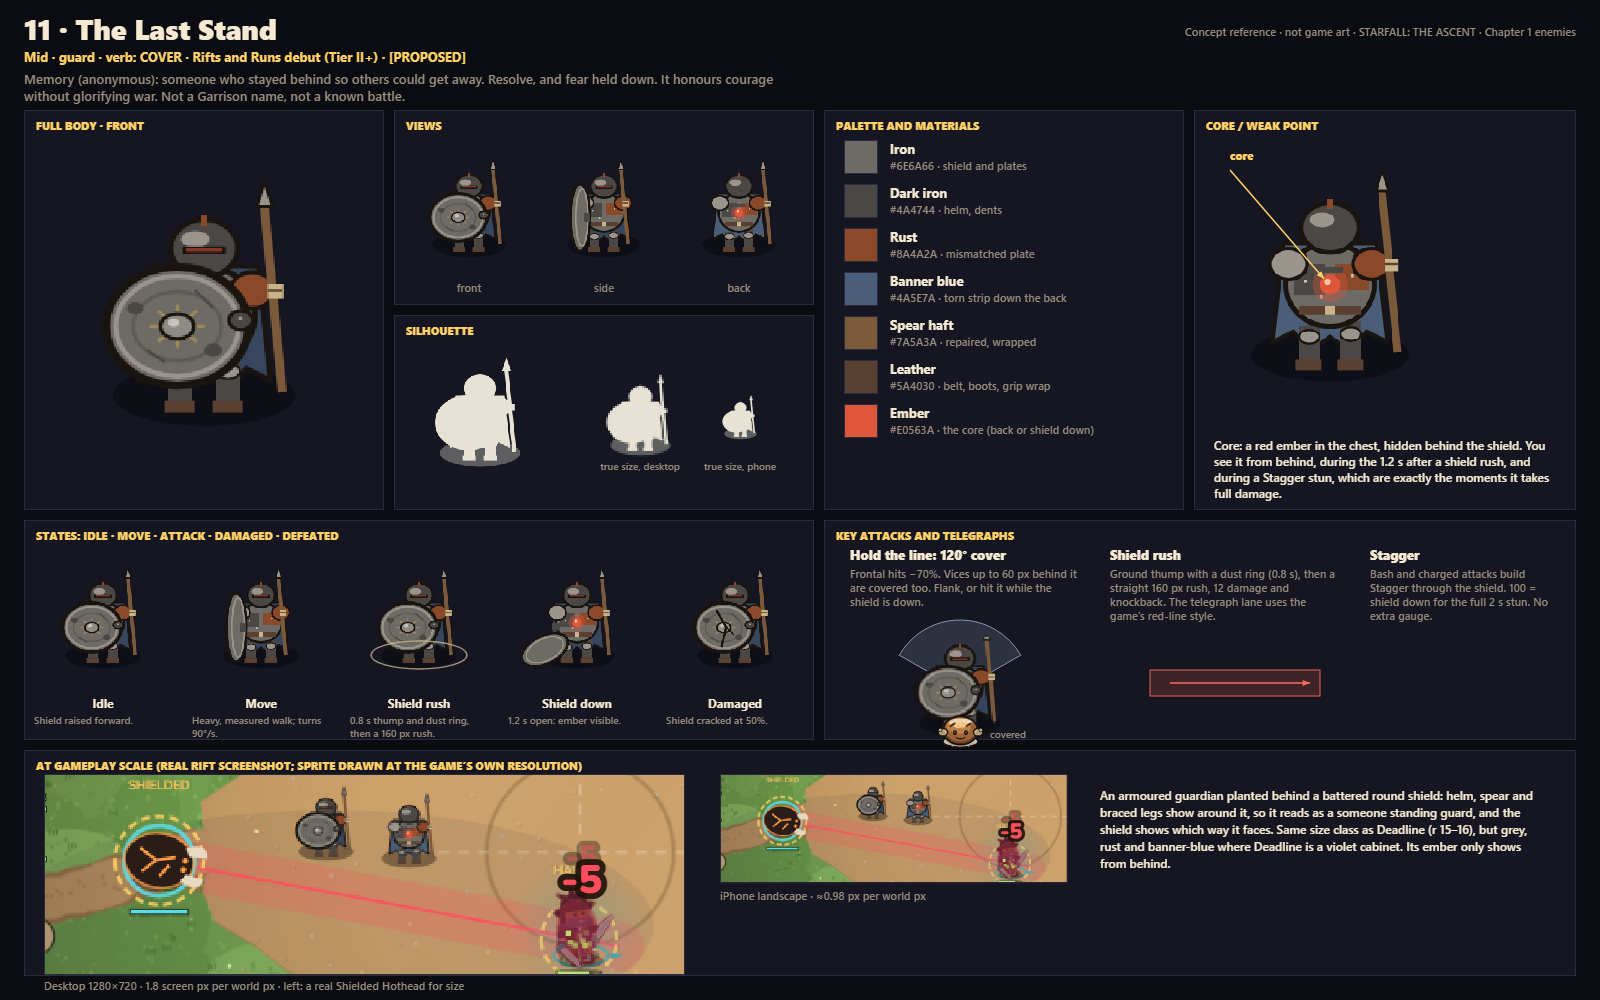 11 · The Last Stand
Concept reference · not game art · STARFALL: THE ASCENT · Chapter 1 enemies
Mid · guard · verb: COVER · Rifts and Runs debut (Tier II+) · [PROPOSED]
Memory (anonymous): someone who stayed behind so others could get away. Resolve, and fear held down. It honours courage
without glorifying war. Not a Garrison name, not a known battle.
FULL BODY · FRONT
VIEWS
front
side
back
SILHOUETTE
true size, desktop
true size, phone
PALETTE AND MATERIALS
Iron
#6E6A66 · shield and plates
Dark iron
#4A4744 · helm, dents
Rust
#8A4A2A · mismatched plate
Banner blue
#4A5E7A · torn strip down the back
Spear haft
#7A5A3A · repaired, wrapped
Leather
#5A4030 · belt, boots, grip wrap
Ember
#E0563A · the core (back or shield down)
CORE / WEAK POINT
core
Core: a red ember in the chest, hidden behind the shield. You
see it from behind, during the 1.2 s after a shield rush, and
during a Stagger stun, which are exactly the moments it takes
full damage.
STATES: IDLE · MOVE · ATTACK · DAMAGED · DEFEATED
Idle
Shield raised forward.
Move
Heavy, measured walk; turns
90°/s.
Shield rush
0.8 s thump and dust ring,
then a 160 px rush.
Shield down
1.2 s open: ember visible.
Damaged
Shield cracked at 50%.
KEY ATTACKS AND TELEGRAPHS
Hold the line: 120° cover
Frontal hits −70%. Vices up to 60 px behind it
are covered too. Flank, or hit it while the
shield is down.
covered
Shield rush
Ground thump with a dust ring (0.8 s), then a
straight 160 px rush, 12 damage and
knockback. The telegraph lane uses the
game's red-line style.
Stagger
Bash and charged attacks build
Stagger through the shield. 100 =
shield down for the full 2 s stun. No
extra gauge.
AT GAMEPLAY SCALE (REAL RIFT SCREENSHOT; SPRITE DRAWN AT THE GAME'S OWN RESOLUTION)
SHIELDED
-5
Desktop 1280×720 · 1.8 screen px per world px · left: a real Shielded Hothead for size
SHIELDED
-5
iPhone landscape · ≈0.98 px per world px
An armoured guardian planted behind a battered round shield: helm, spear and
braced legs show around it, so it reads as a someone standing guard, and the
shield shows which way it faces. Same size class as Deadline (r 15–16), but grey,
rust and banner-blue where Deadline is a violet cabinet. Its ember only shows
from behind.